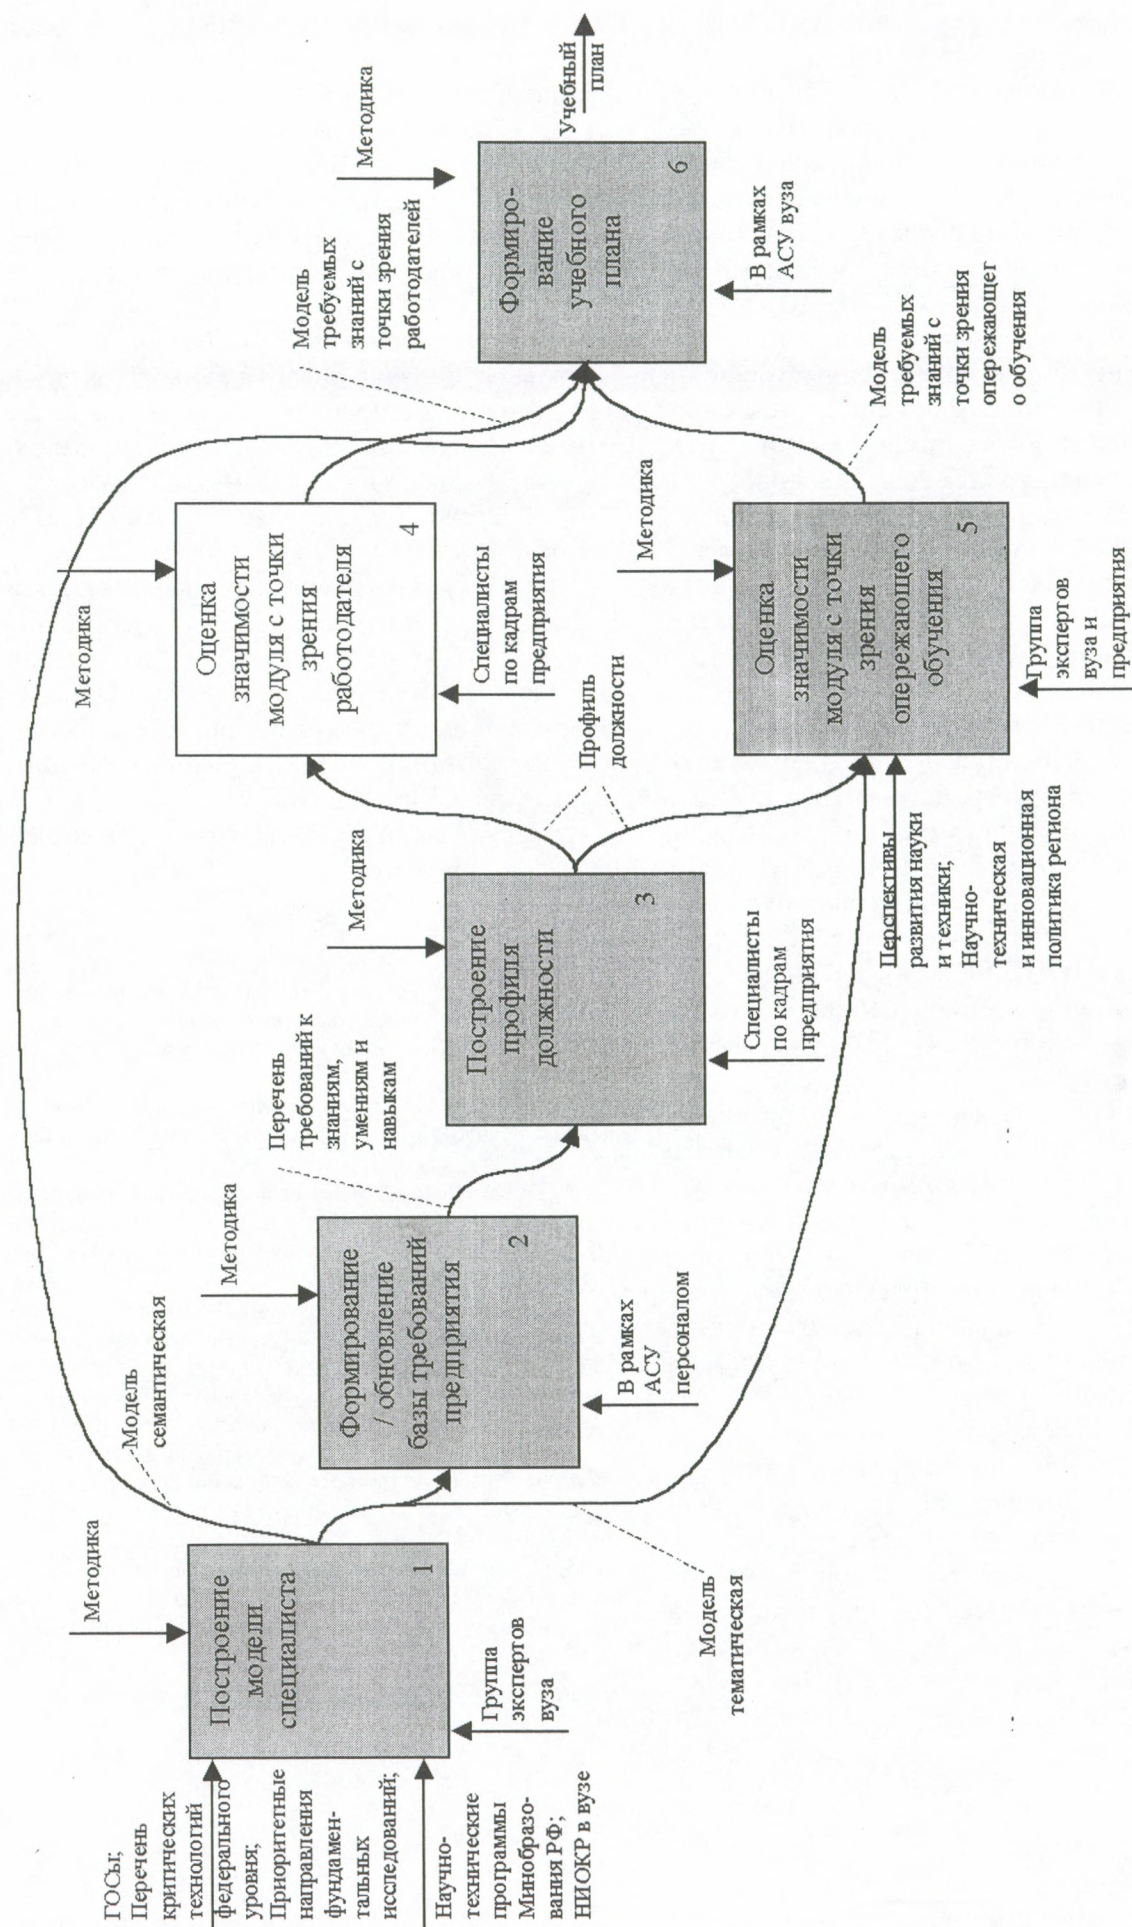 ГОСы;
Перечень
критических
технологий
федерального
уровня;
Приоритетные
направления
фундамен-
тальных
исследований;
Научно-
технические
программы
Минобразо-
вания РФ;
НИОКР в вузе
Методика
Построение
модели
специалиста
1
Группа
экспертов
вуза
Модель
семантическая
Модель
тематическая
Методика
Формирование
/ обновление
базы требований
предприятия
2
В рамках
АСУ
персоналом
Перечень
требований к
знаниям,
умениям и
навыкам
Методика
Построение
профиля
должности
3
Специалисты
по кадрам
предприятия
Профиль
должности
Методика
Оценка
значимости
модуля с точки
зрения
работодателя
4
Специалисты
по кадрам
предприятия
Перспективы
развития науки
и техники;
Научно-
техническая
и инновационная
политика региона
Методика
Оценка
значимости
модуля с точки
зрения
опережающего
обучения
5
Группа
экспертов
вуза и
предприятия
Модель
требуемых
знаний с
точки зрения
работодателей
Модель
требуемых
знаний с
точки зрения
опережающег
о обучения
Методика
Формиро-
вание
учебного
плана
6
В рамках
АСУ вуза
Учебный
план